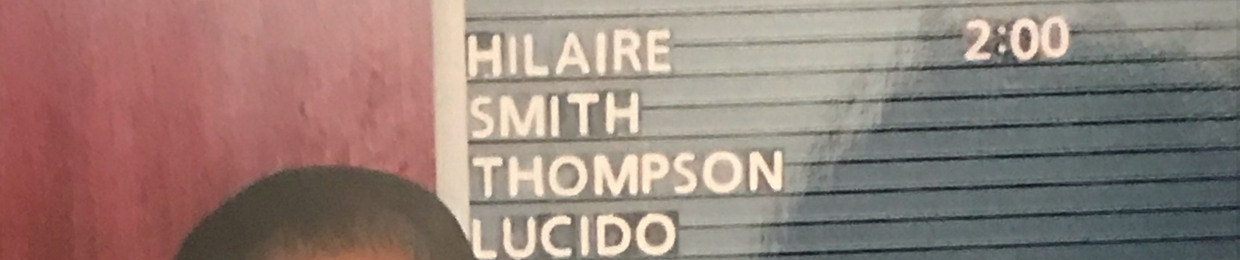 HILAIRE 2:00
SMITH
THOMPSON
LUCIDO